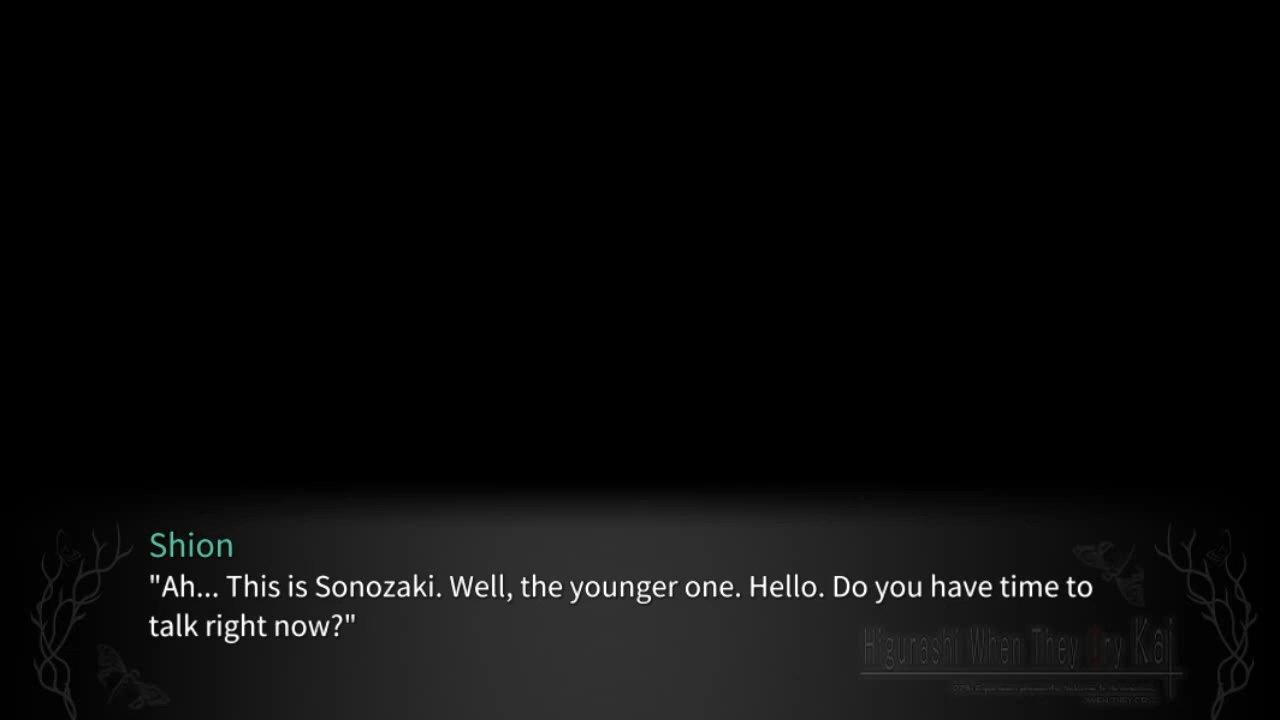 Shion
"Ah... This is Sonozaki. Well, the younger one. Hello. Do you have time to
talk right now?"
Higurashi When They Cry Kai